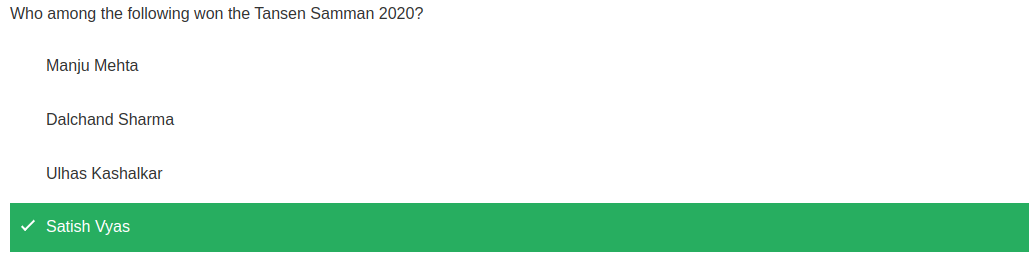 Who among the following won the Tansen Samman 2020?
Manju Mehta
Dalchand Sharma
Ulhas Kashalkar
Satish Vyas